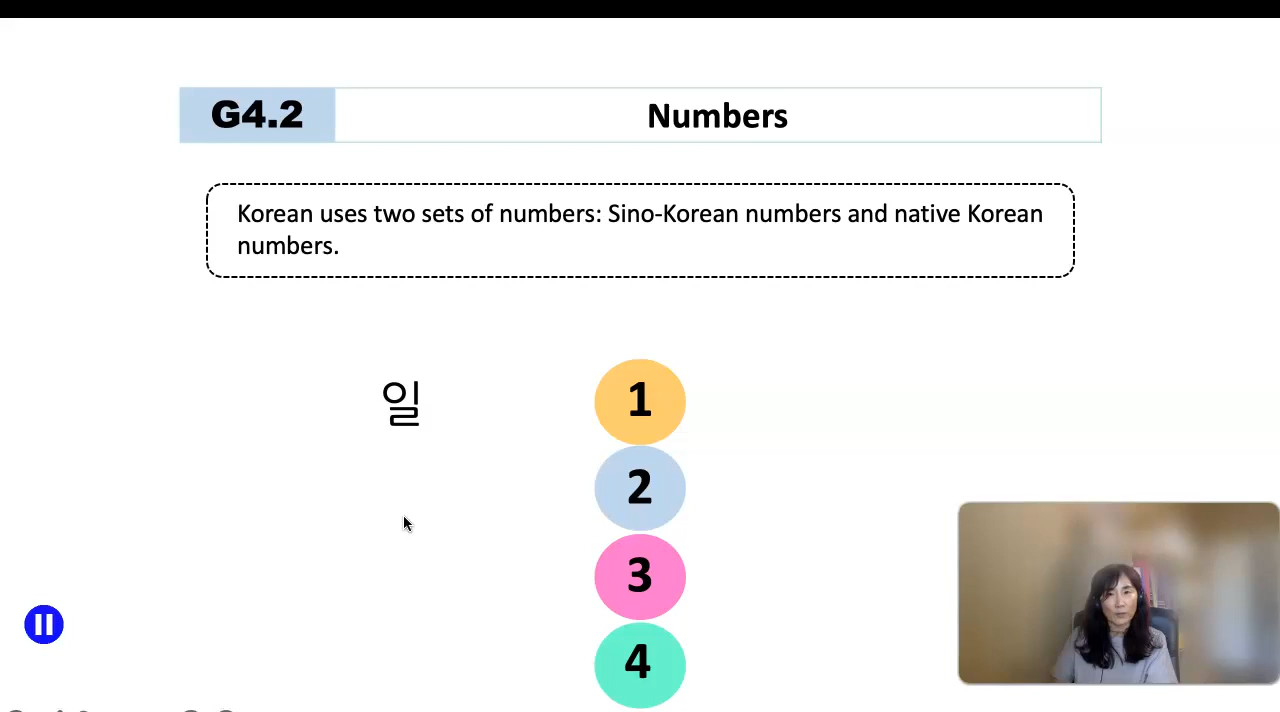 G4.2 Numbers
Korean uses two sets of numbers: Sino-Korean numbers and native Korean
numbers.
일 1
2
3
4